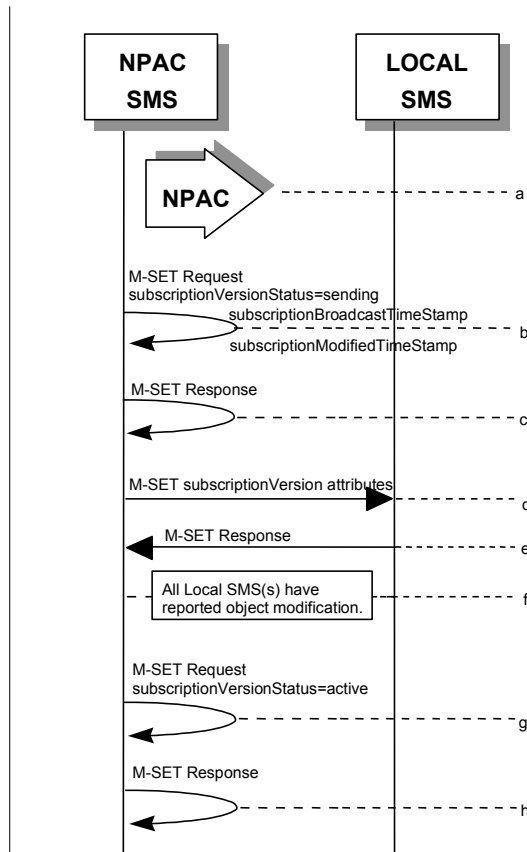 NPAC
SMS
LOCAL
SMS
NPAC
a
M-SET Request
subscriptionVersionStatus=sending
subscriptionBroadcastTimeStamp
b
subscriptionModifiedTimeStamp
M-SET Response
c
M-SET subscriptionVersion attributes
d
M-SET Response
e
All Local SMS(s) have
reported object modification.
f
M-SET Request
subscriptionVersionStatus=active
g
M-SET Response
h